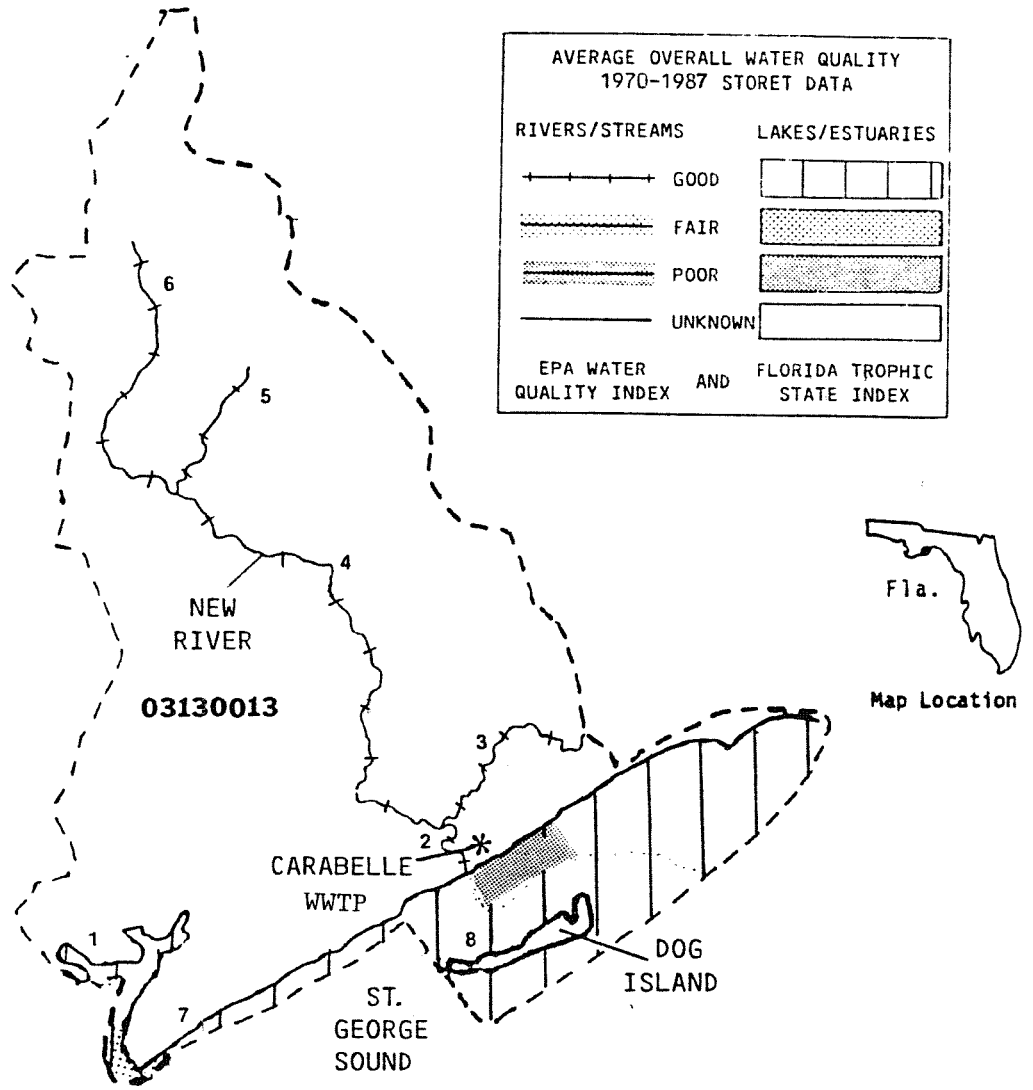 AVERAGE OVERALL WATER QUALITY
1970-1987 STORET DATA
RIVERS/STREAMS LAKES/ESTUARIES
GOOD
FAIR
POOR
UNKNOWN
EPA WATER
QUALITY INDEX
AND
FLORIDA TROPHIC
STATE INDEX
6
5
4
NEW
RIVER
03130013
Fla.
Map Location
3
2
CARABELLE
WWTP
1
8
7
DOG
ISLAND
ST.
GEORGE
SOUND